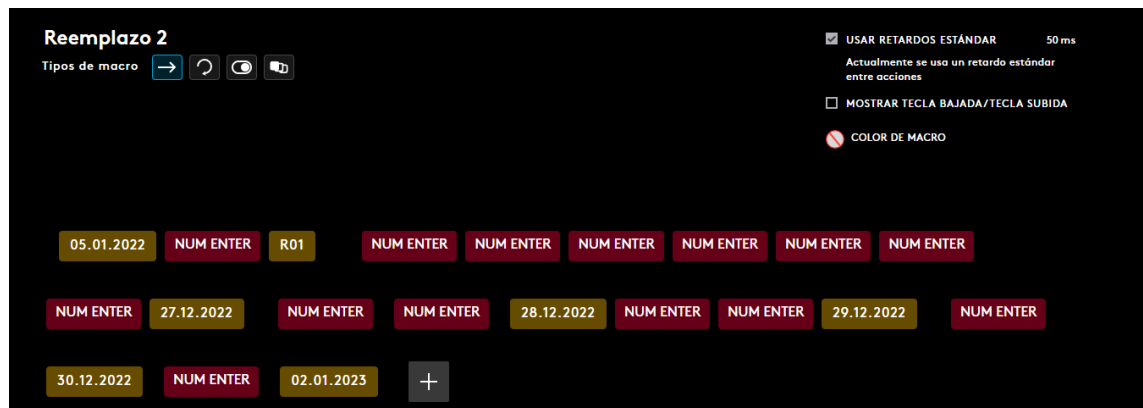 Reemplazo 2
Tipos de macro
USAR RETARDOS ESTÁNDAR 50 ms
Actualmente se usa un retardo estándar
entre acciones
MOSTRAR TECLA BAJADA/TECLA SUBIDA
COLOR DE MACRO
05.01.2022 NUM ENTER R01 NUM ENTER NUM ENTER NUM ENTER NUM ENTER NUM ENTER NUM ENTER
NUM ENTER 27.12.2022 NUM ENTER NUM ENTER 28.12.2022 NUM ENTER NUM ENTER 29.12.2022 NUM ENTER
30.12.2022 NUM ENTER 02.01.2023 +